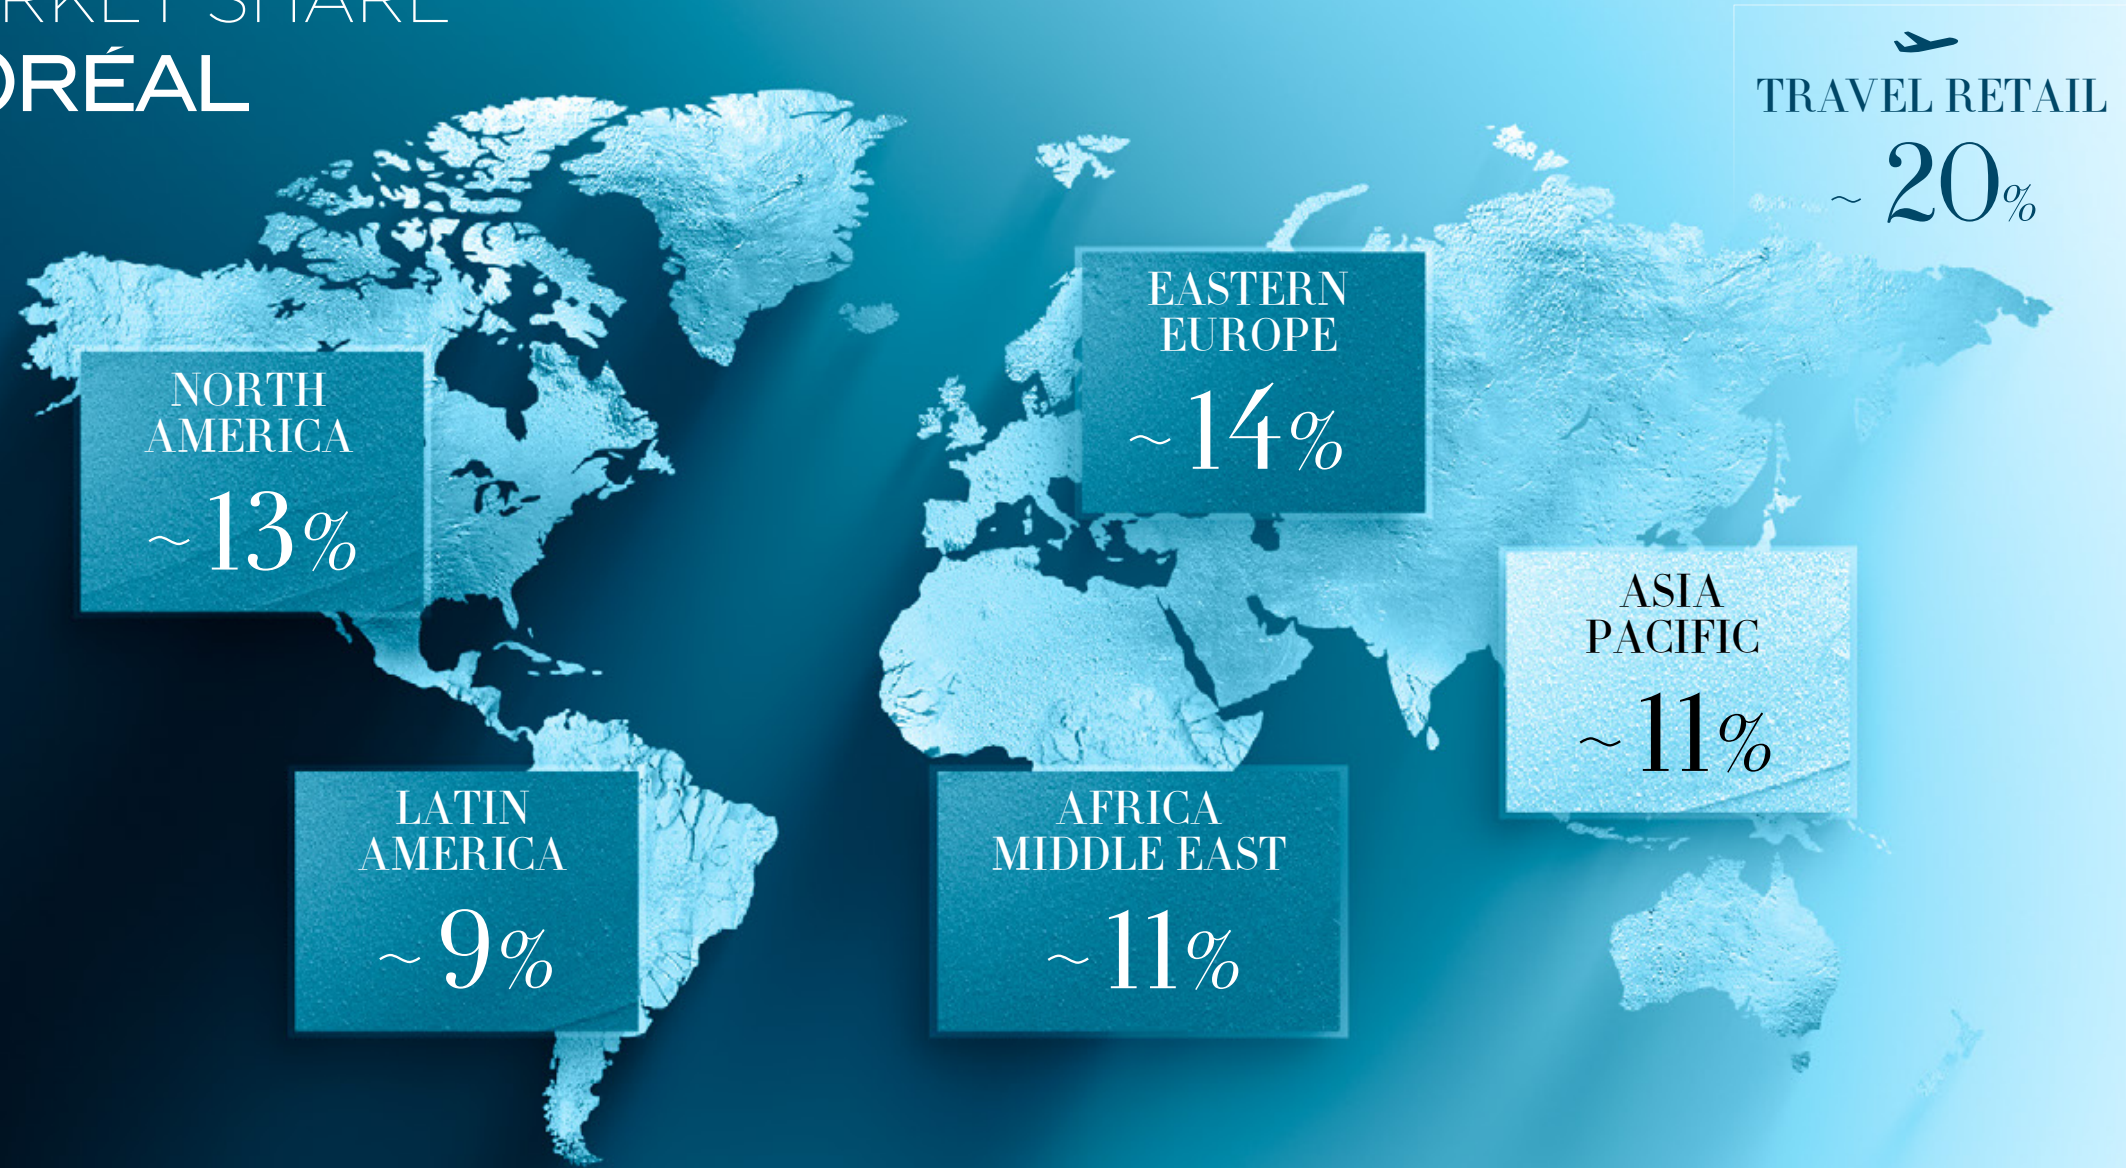 SHARE
TRAVEL RETAIL
~ 20%
EASTERN
EUROPE
~14%
NORTH
AMERICA
~13%
ASIA
PACIFIC
~11%
LATIN
AMERICA
~9%
AFRICA
MIDDLE EAST
~11%